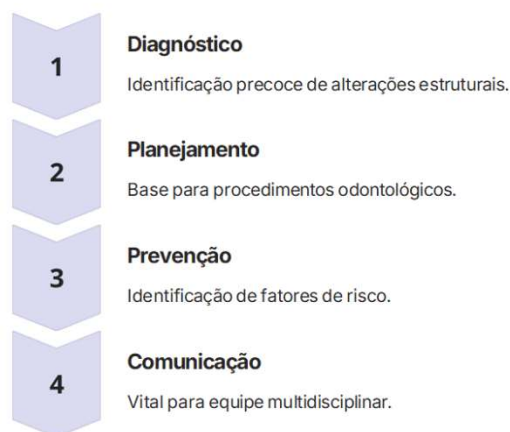 1
Diagnóstico
Identificação precoce de alterações estruturais.
2
Planejamento
Base para procedimentos odontológicos.
3
Prevenção
Identificação de fatores de risco.
4
Comunicação
Vital para equipe multidisciplinar.